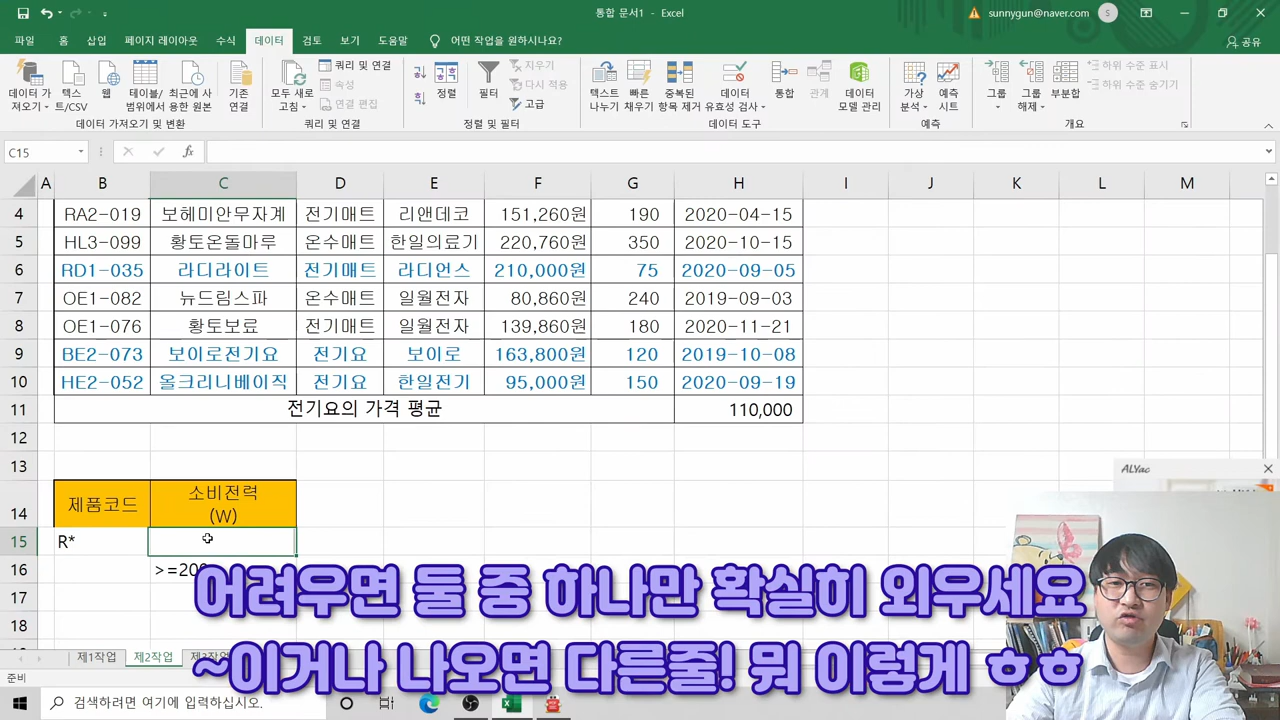 통합 문서1 - Excel
sunnygun@naver.com S
파일 홈 삽입 페이지 레이아웃 수식 데이터 검토 보기 도움말 어떤 작업을 원하시나요? 공유
데이터 가져오기 텍스트/CSV 웹 테이블/범위에서 최근에 사용한 원본 기존 연결
데이터 가져오기 및 변환
모두 새로 고침 쿼리 및 연결 속성 연결 편집
쿼리 및 연결
정렬 필터 지우기 다시 적용 고급
정렬 및 필터
텍스트 나누기 빠른 채우기 중복된 항목 제거 데이터 유효성 검사 통합 관계 데이터 모델 관리
데이터 도구
가상 분석 예측 시트
예측
그룹 그룹 해제 부분합 하위 수준 표시 하위 수준 숨기기
개요
C15 fx
A B C D E F G H I J K L M
4 RA2-019 보헤미안무자계 전기매트 리앤데코 151,260원 190 2020-04-15
5 HL3-099 황토온돌마루 온수매트 한일의료기 220,760원 350 2020-10-15
6 RD1-035 라디라이트 전기매트 라디언스 210,000원 75 2020-09-05
7 OE1-082 뉴드림스파 온수매트 일월전자 80,860원 240 2019-09-03
8 OE1-076 황토보료 전기매트 일월전자 139,860원 180 2020-11-21
9 BE2-073 보이로전기요 전기요 보이로 163,800원 120 2019-10-08
10 HE2-052 올크리니베이직 전기요 한일전기 95,000원 150 2020-09-19
11 전기요의 가격 평균 110,000
12
13
ALYac
14 제품코드 소비전력
(W)
15 R*
16 >=200
17
18
어려우면 둘 중 하나만 확실히 외우세요
~이거나 나오면 다른줄! 뭐 이렇게 ㅎㅎ
제1작업 제2작업 제3작업
준비
검색하려면 여기에 입력하십시오.